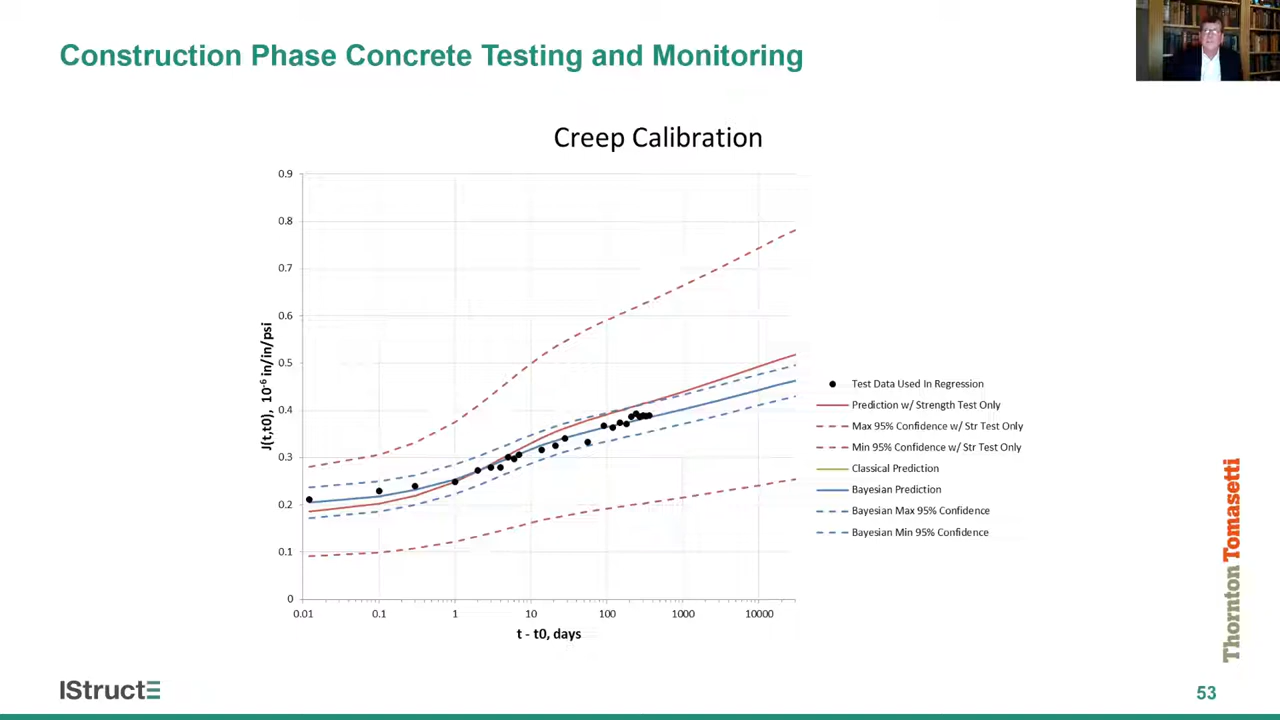 Construction Phase Concrete Testing and Monitoring
Creep Calibration
0.9
0.8
0.7
0.6
0.5
0.4
0.3
0.2
0.1
0
J(t,t0), 10⁻⁶ in/in/psi
0.01 0.1 1 10 100 1000 10000
t - t0, days
Test Data Used In Regression
Prediction w/ Strength Test Only
Max 95% Confidence w/ Str Test Only
Min 95% Confidence w/ Str Test Only
Classical Prediction
Bayesian Prediction
Bayesian Max 95% Confidence
Bayesian Min 95% Confidence
Thornton Tomasetti
IStructE
53